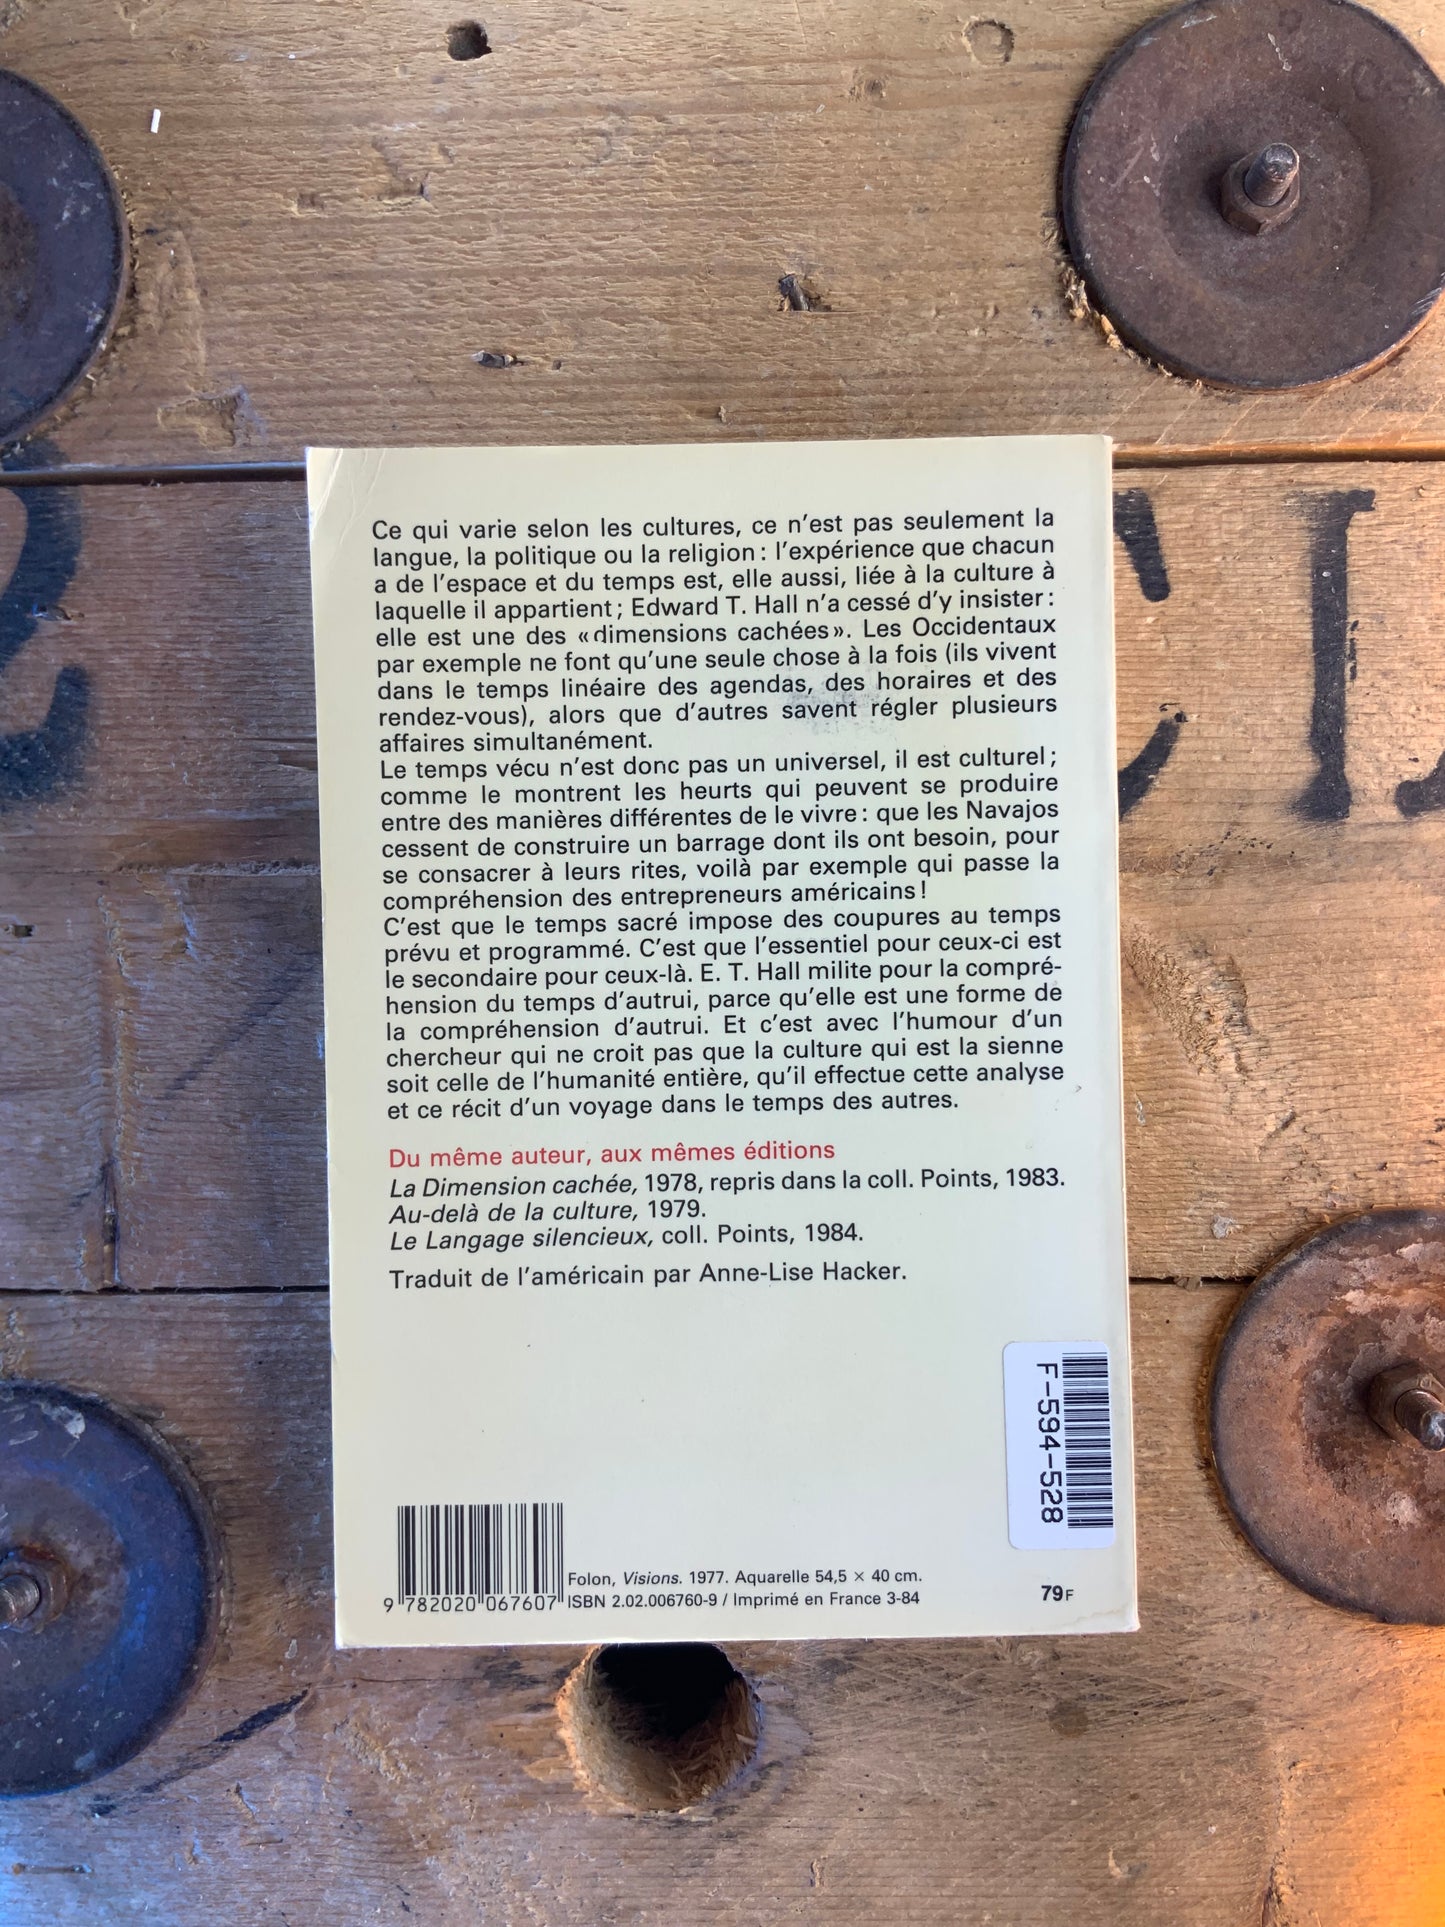 Ce qui varie selon les cultures, ce n'est pas seulement la
langue, la politique ou la religion : l'expérience que chacun
a de l'espace et du temps est, elle aussi, liée à la culture à
laquelle il appartient ; Edward T. Hall n'a cessé d'y insister :
elle est une des « dimensions cachées ». Les Occidentaux
par exemple ne font qu'une seule chose à la fois (ils vivent
dans le temps linéaire des agendas, des horaires et des
rendez-vous), alors que d'autres savent régler plusieurs
affaires simultanément.
Le temps vécu n'est donc pas un universel, il est culturel ;
comme le montrent les heurts qui peuvent se produire
entre des manières différentes de le vivre : que les Navajos
cessent de construire un barrage dont ils ont besoin, pour
se consacrer à leurs rites, voilà par exemple qui passe la
compréhension des entrepreneurs américains !
C'est que le temps sacré impose des coupures au temps
prévu et programmé. C'est que l'essentiel pour ceux-ci est
le secondaire pour ceux-là. E. T. Hall milite pour la compré-
hension du temps d'autrui, parce qu'elle est une forme de
la compréhension d'autrui. Et c'est avec l'humour d'un
chercheur qui ne croit pas que la culture qui est la sienne
soit celle de l'humanité entière, qu'il effectue cette analyse
et ce récit d'un voyage dans le temps des autres.
Du même auteur, aux mêmes éditions
La Dimension cachée, 1978, repris dans la coll. Points, 1983.
Au-delà de la culture, 1979.
Le Langage silencieux, coll. Points, 1984.
Traduit de l'américain par Anne-Lise Hacker.
F-594-528
Folon, Visions. 1977. Aquarelle 54,5 × 40 cm.
ISBN 2.02.006760-9 / Imprimé en France 3-84
79F
9 782020 067607